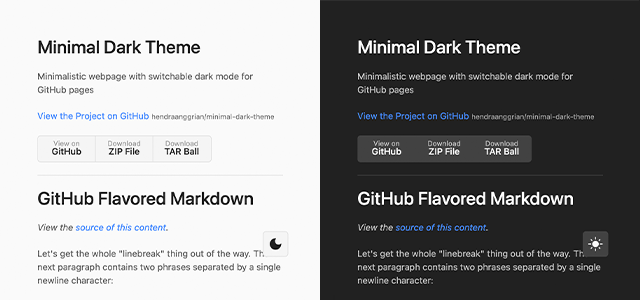 Minimal Dark Theme
Minimalistic webpage with switchable dark mode for
GitHub pages
View the Project on GitHub hendraanggrian/minimal-dark-theme
View on
GitHub
Download
ZIP File
Download
TAR Ball
GitHub Flavored Markdown
View the source of this content.
Let's get the whole "linebreak" thing out of the way. The
next paragraph contains two phrases separated by a single
newline character:
Minimal Dark Theme
Minimalistic webpage with switchable dark mode for
GitHub pages
View the Project on GitHub hendraanggrian/minimal-dark-theme
View on
GitHub
Download
ZIP File
Download
TAR Ball
GitHub Flavored Markdown
View the source of this content.
Let's get the whole "linebreak" thing out of the way. The
next paragraph contains two phrases separated by a single
newline character: